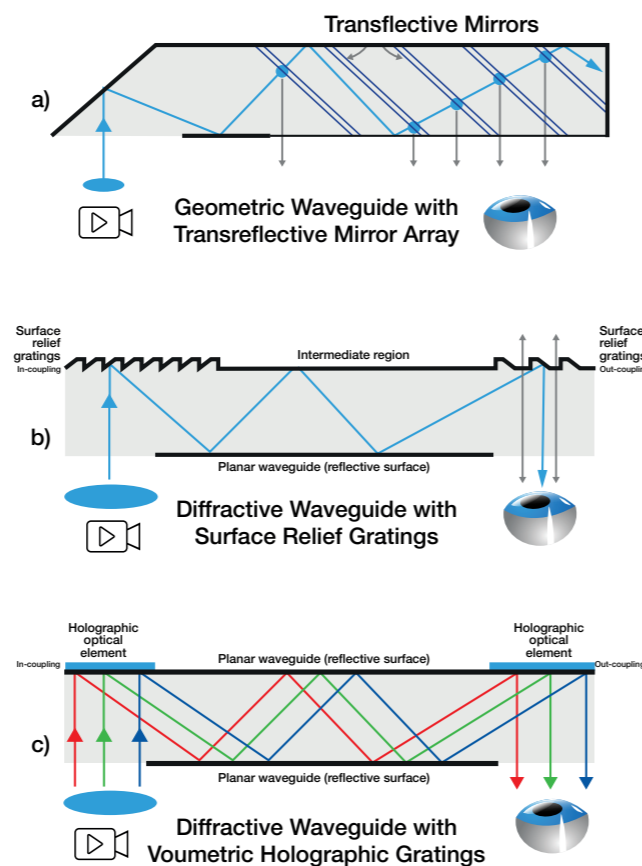 Transflective Mirrors
a)
Geometric Waveguide with
Transreflective Mirror Array
Surface
relief
gratings
In-coupling
Intermediate region
Surface
relief
gratings
Out-coupling
b)
Planar waveguide (reflective surface)
Diffractive Waveguide with
Surface Relief Gratings
Holographic
optical
element
In-coupling
Planar waveguide (reflective surface)
Holographic
optical
element
Out-coupling
c)
Planar waveguide (reflective surface)
Diffractive Waveguide with
Voumetric Holographic Gratings